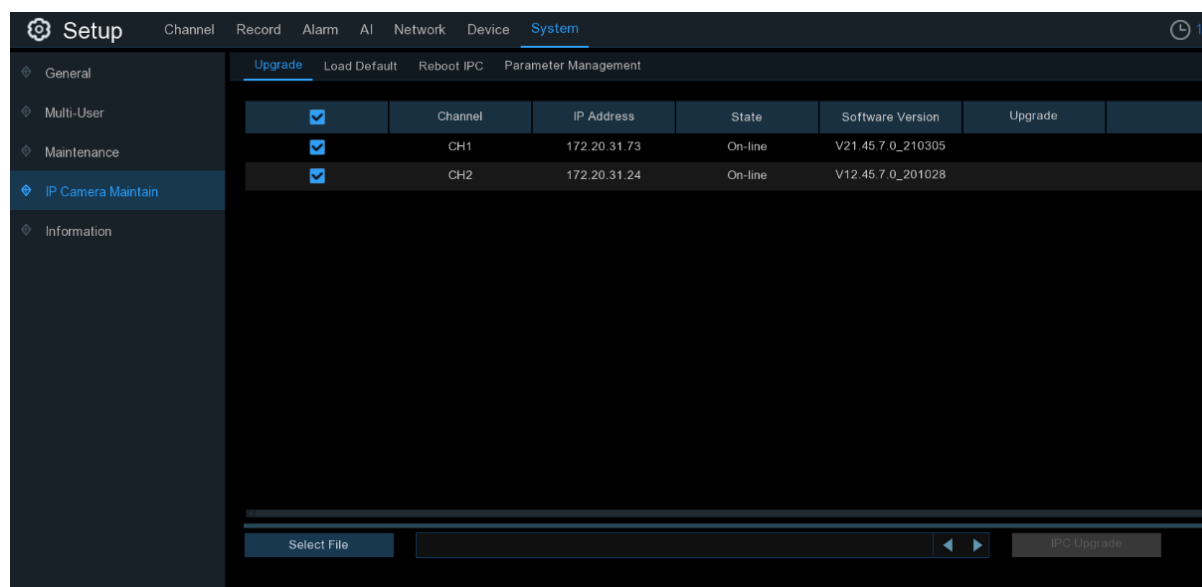 Setup Channel Record Alarm AI Network Device System
General
Multi-User
Maintenance
IP Camera Maintain
Information
Upgrade Load Default Reboot IPC Parameter Management
Channel IP Address State Software Version Upgrade
CH1 172.20.31.73 On-line V21.45.7.0_210305
CH2 172.20.31.24 On-line V12.45.7.0_201028
Select File IPC Upgrade